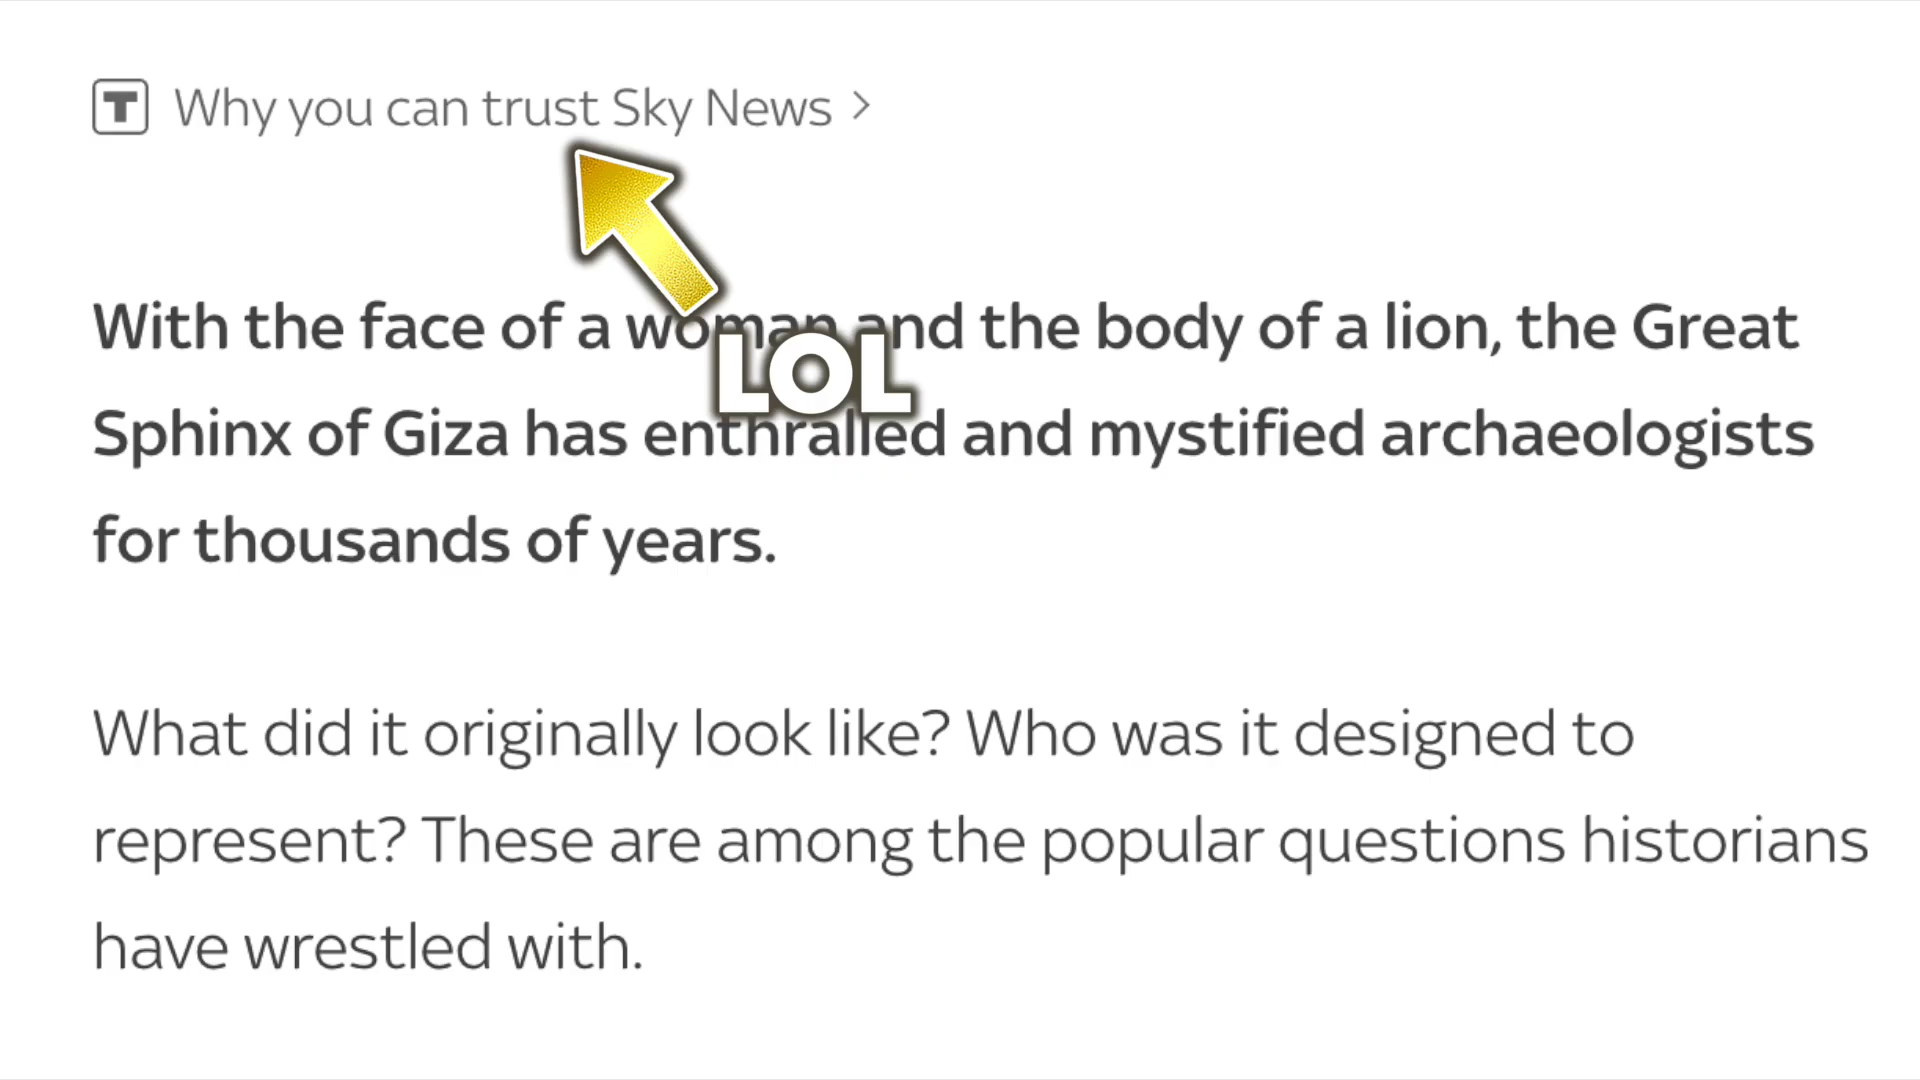 T Why you can trust Sky News >
With the face of a woman and the body of a lion, the Great
LOL
Sphinx of Giza has enthralled and mystified archaeologists
for thousands of years.
What did it originally look like? Who was it designed to
represent? These are among the popular questions historians
have wrestled with.